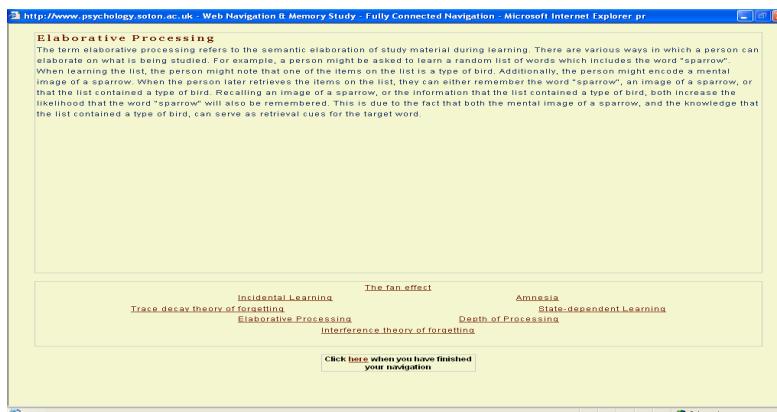 http://www.psychology.soton.ac.uk - Web Navigation & Memory Study - Fully Connected Navigation - Microsoft Internet Explorer pr
Elaborative Processing
The term elaborative processing refers to the semantic elaboration of study material during learning. There are various ways in which a person can
elaborate on what is being studied. For example, a person might be asked to learn a random list of words which includes the word "sparrow".
When learning the list, the person might note that one of the items on the list is a type of bird. Additionally, the person might encode a mental
image of a sparrow. When the person later retrieves the items on the list, they can either remember the word "sparrow", an image of a sparrow, or
that the list contained a type of bird. Recalling an image of a sparrow, or the information that the list contained a type of bird, both increase the
likelihood that the word "sparrow" will also be remembered. This is due to the fact that both the mental image of a sparrow, and the knowledge that
the list contained a type of bird, can serve as retrieval cues for the target word.
The fan effect
Incidental Learning Amnesia
Trace decay theory of forgetting State-dependent Learning
Elaborative Processing Depth of Processing
Interference theory of forgetting
Click here when you have finished
your navigation